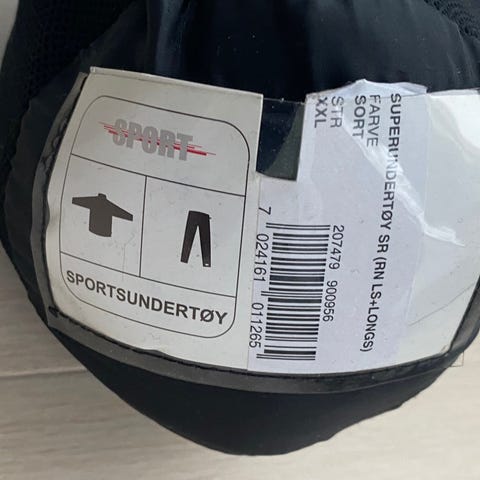 SPORT
SPORTSUNDERTØY
SUPERUNDERTØY SR (RN LS+LONGS)
FARVE
SORT
STR
XXL
207479 900956
7 024161 011265